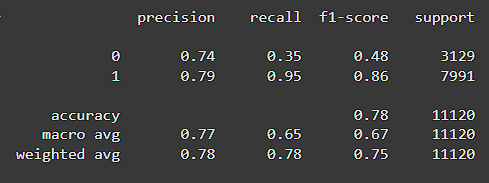 precision recall f1-score support
0 0.74 0.35 0.48 3129
1 0.79 0.95 0.86 7991
accuracy 0.78 11120
macro avg 0.77 0.65 0.67 11120
weighted avg 0.78 0.78 0.75 11120